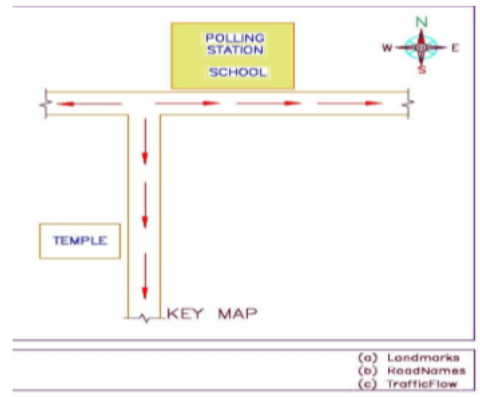 N
POLLING
STATION
W E
SCHOOL
S
TEMPLE
KEY MAP
(a) Landmarks
(b) RoadNames
(c) TrafficFlow